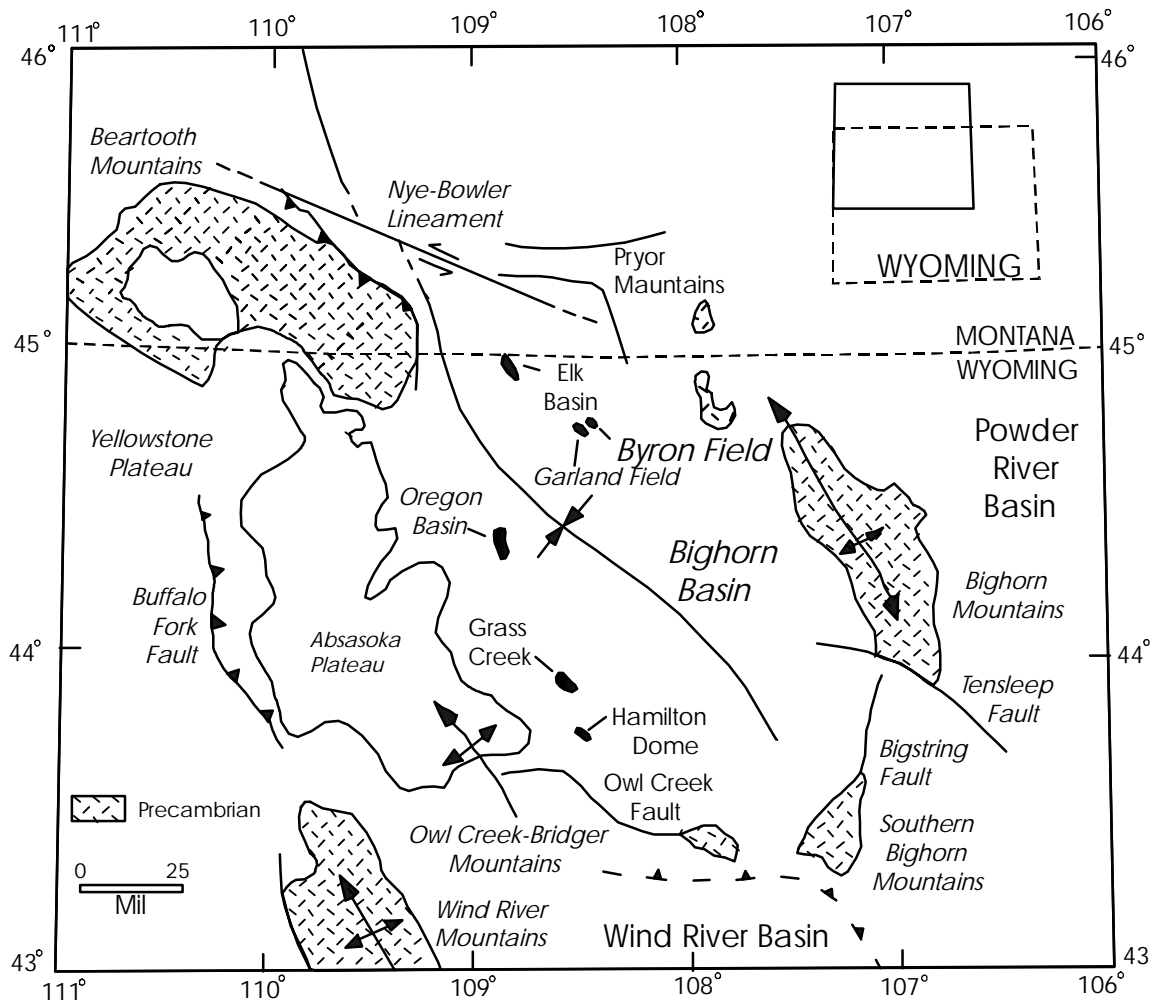 111°
110°
109°
108°
107°
106°
46°
46°
Beartooth
Mountains
Nye-Bowler
Lineament
Pryor
Mauntains
WYOMING
45°
MONTANA
45°
WYOMING
Elk
Basin
Byron Field
Garland Field
Powder
River
Basin
Yellowstone
Plateau
Oregon
Basin
Bighorn
Basin
Bighorn
Mountains
Buffalo
Fork
Fault
Absasoka
Plateau
Grass
Creek
44°
44°
Tensleep
Fault
Hamilton
Dome
Bigstring
Fault
Owl Creek
Fault
Precambrian
Owl Creek-Bridger
Mountains
Southern
Bighorn
Mountains
0 25
Mil
Wind River
Mountains
Wind River Basin
43°
43
111°
110°
109°
108°
107°
106°